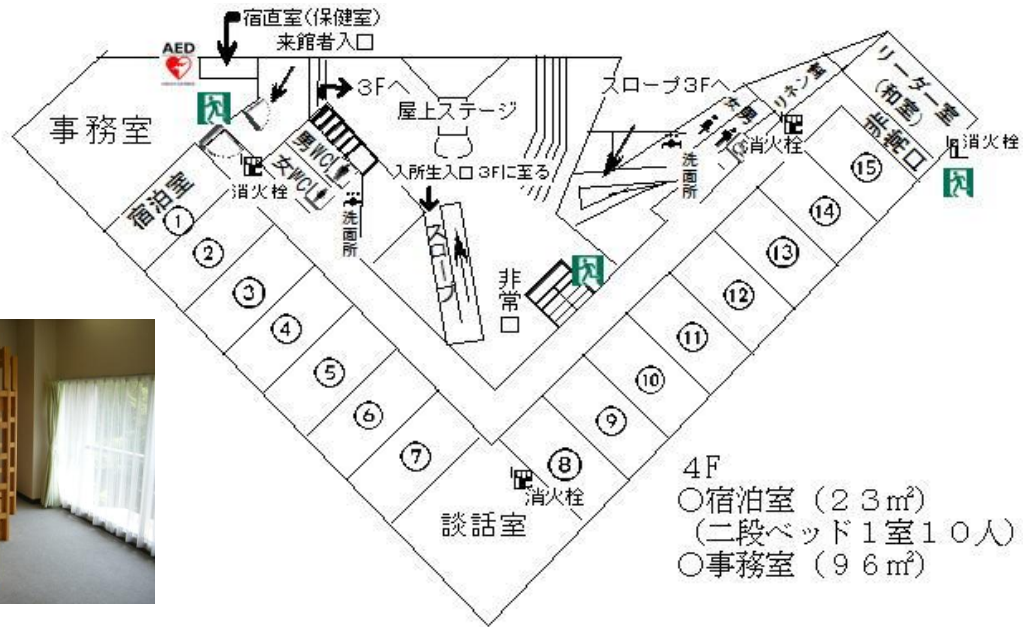 宿直室(保健室)
来館者入口
AED
3Fへ
屋上ステージ
スロープ3Fへ
リネン室
リーダー室
(和室)
非常口
事務室
男WC
女WC
消火栓
洗面所
入所生入口 3Fに至る
スロープ
非常口
女 男
洗面所
消火栓
消火栓
宿泊室
①
②
③
④
⑤
⑥
⑦
⑧
⑨
⑩
⑪
⑫
⑬
⑭
⑮
消火栓
談話室
4F
○宿泊室(23㎡)
(二段ベッド1室10人)
○事務室(96㎡)